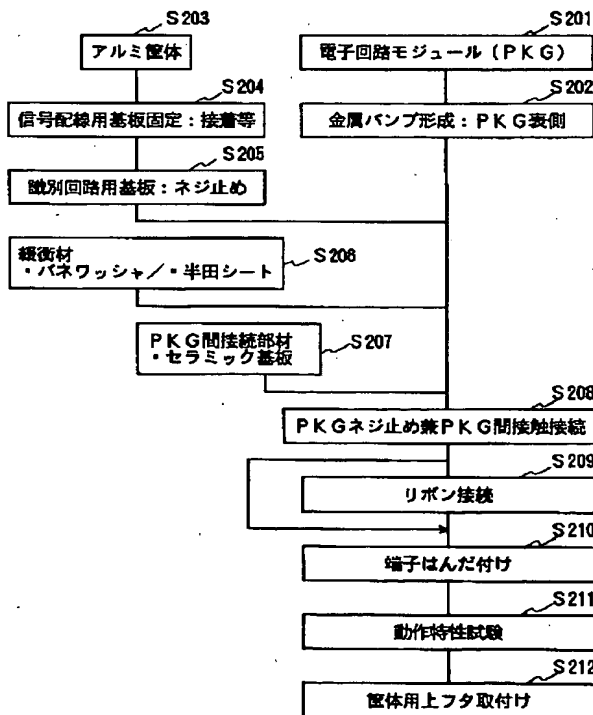 S203
アルミ筐体
S201
電子回路モジュール(PKG)
S204
信号配線用基板固定:接着等
S202
金属バンプ形成:PKG表側
S205
識別回路用基板:ネジ止め
S206
緩衝材
・バネワッシャ/・半田シート
S207
PKG間接続部材
・セラミック基板
S208
PKGネジ止め兼PKG間接触接続
S209
リボン接続
S210
端子はんだ付け
S211
動作特性試験
S212
筐体用上フタ取付け